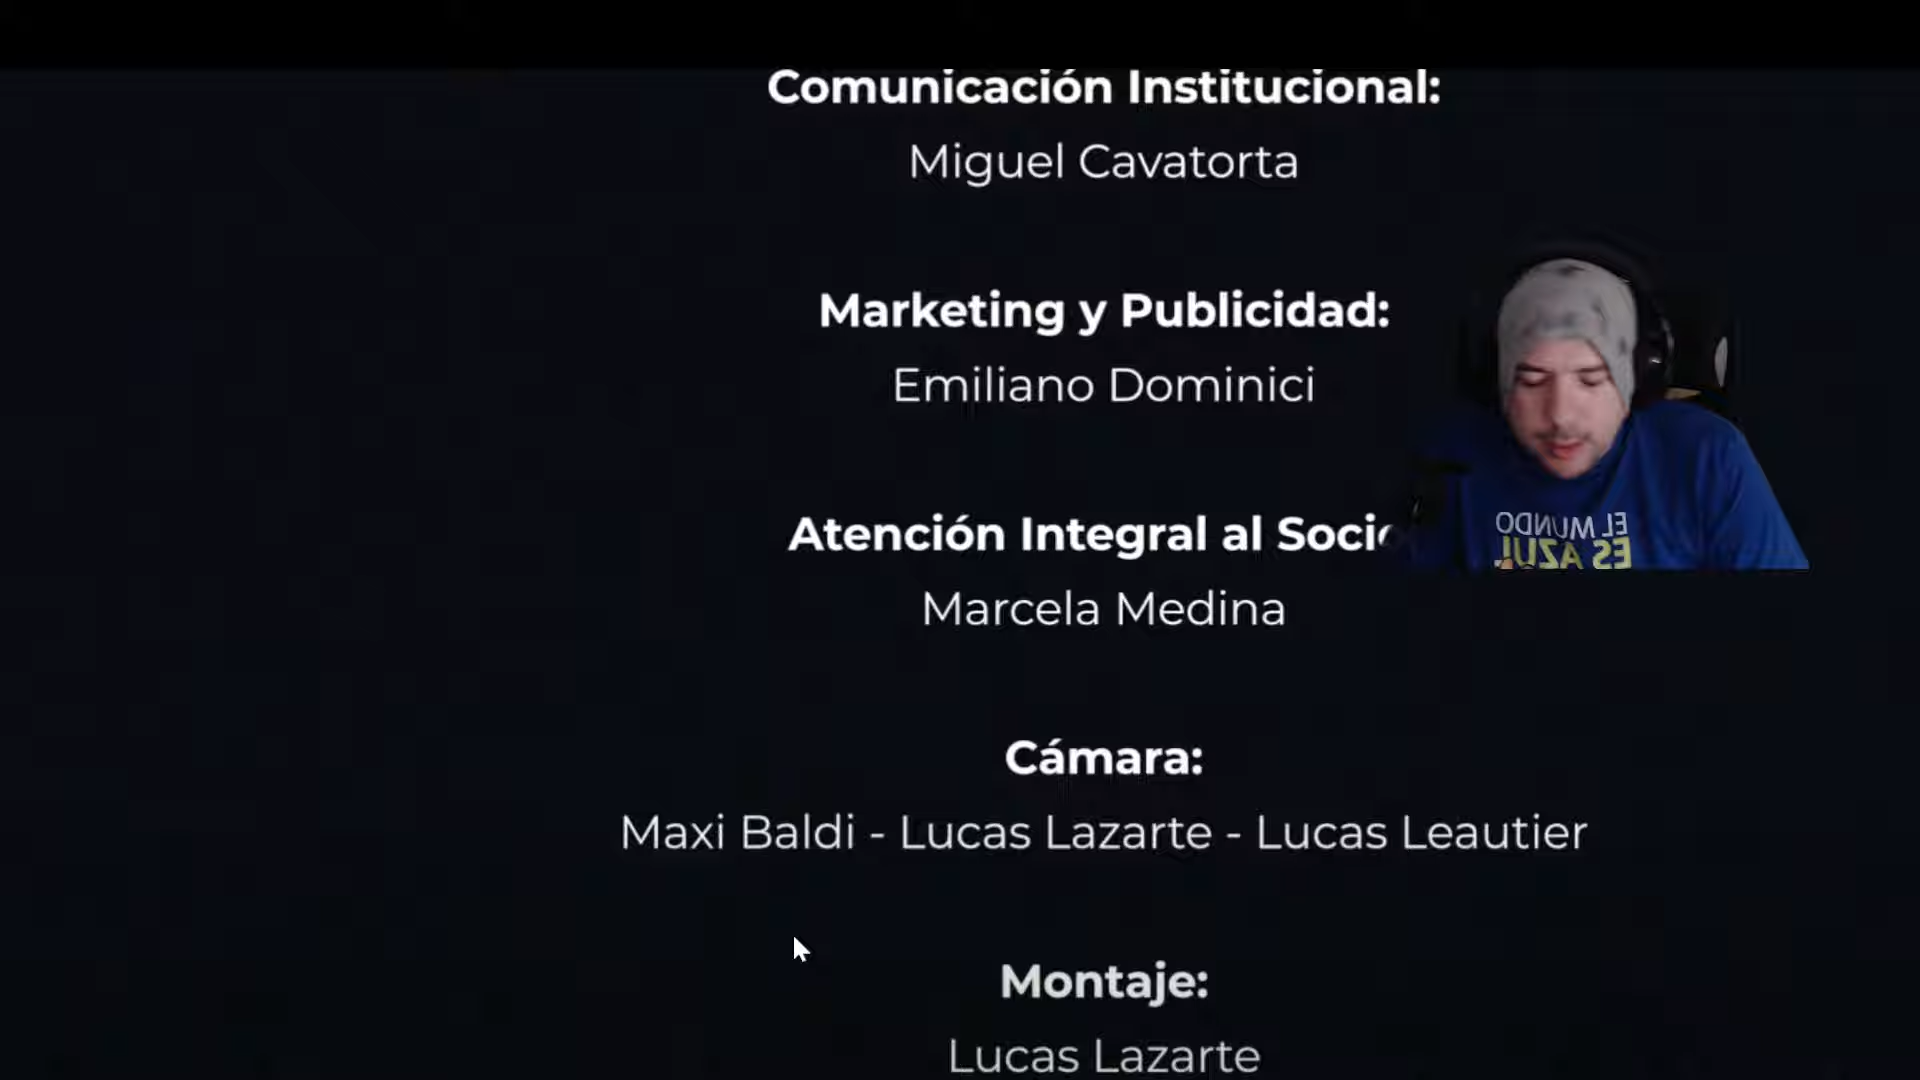 Comunicación Institucional:
Miguel Cavatorta
Marketing y Publicidad:
Emiliano Dominici
Atención Integral al Socio
Marcela Medina
Cámara:
Maxi Baldi - Lucas Lazarte - Lucas Leautier
Montaje:
Lucas Lazarte
EL MUNDO
ES AZUL